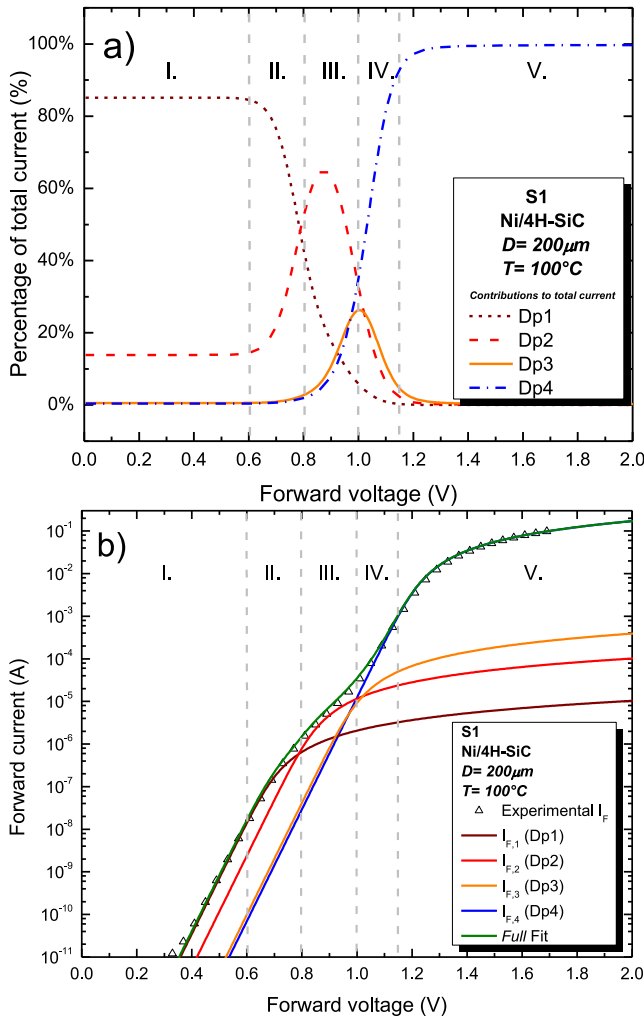 a)
I.
II.
III.
IV.
V.
100%
80%
60%
40%
20%
0%
Percentage of total current (%)
S1
Ni/4H-SiC
D= 200μm
T= 100°C
Contributions to total current
Dp1
Dp2
Dp3
Dp4
0.0 0.2 0.4 0.6 0.8 1.0 1.2 1.4 1.6 1.8 2.0
Forward voltage (V)
b)
I.
II.
III.
IV.
V.
10⁻¹
10⁻²
10⁻³
10⁻⁴
10⁻⁵
10⁻⁶
10⁻⁷
10⁻⁸
10⁻⁹
10⁻¹⁰
10⁻¹¹
Forward current (A)
S1
Ni/4H-SiC
D= 200μm
T= 100°C
Experimental I_F
I_F,1 (Dp1)
I_F,2 (Dp2)
I_F,3 (Dp3)
I_F,4 (Dp4)
Full Fit
0.0 0.2 0.4 0.6 0.8 1.0 1.2 1.4 1.6 1.8 2.0
Forward voltage (V)